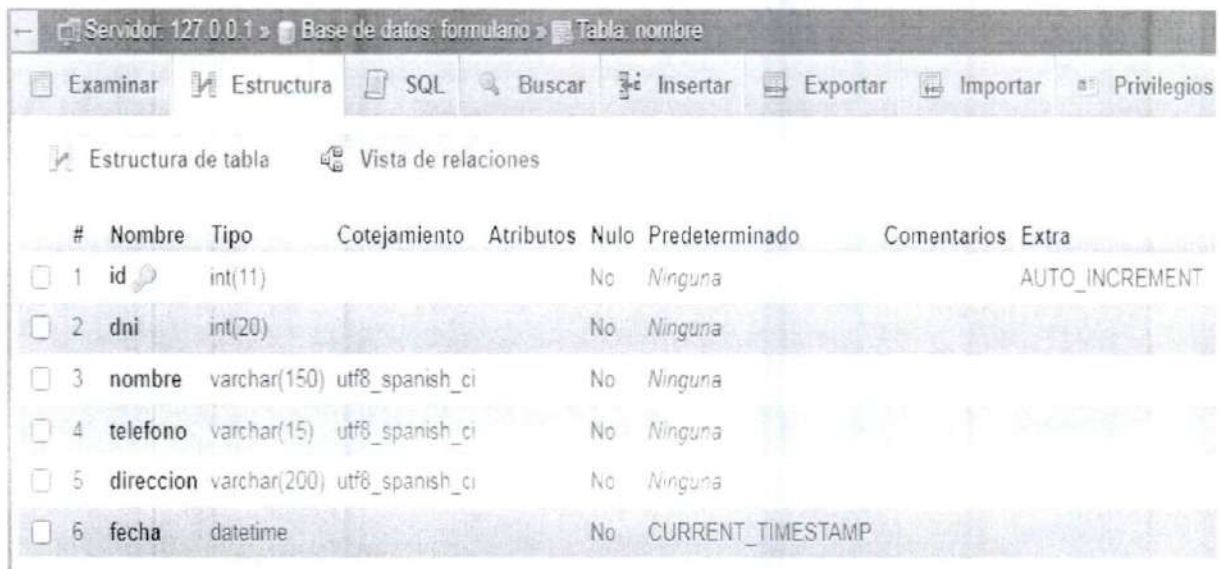 Servidor: 127.0.0.1 » Base de datos: formulario » Tabla: nombre
Examinar Estructura SQL Buscar Insertar Exportar Importar Privilegios
Estructura de tabla Vista de relaciones
# Nombre Tipo Cotejamiento Atributos Nulo Predeterminado Comentarios Extra
1 id int(11) No Ninguna AUTO_INCREMENT
2 dni int(20) No Ninguna
3 nombre varchar(150) utf8_spanish_ci No Ninguna
4 telefono varchar(15) utf8_spanish_ci No Ninguna
5 direccion varchar(200) utf8_spanish_ci No Ninguna
6 fecha datetime No CURRENT_TIMESTAMP